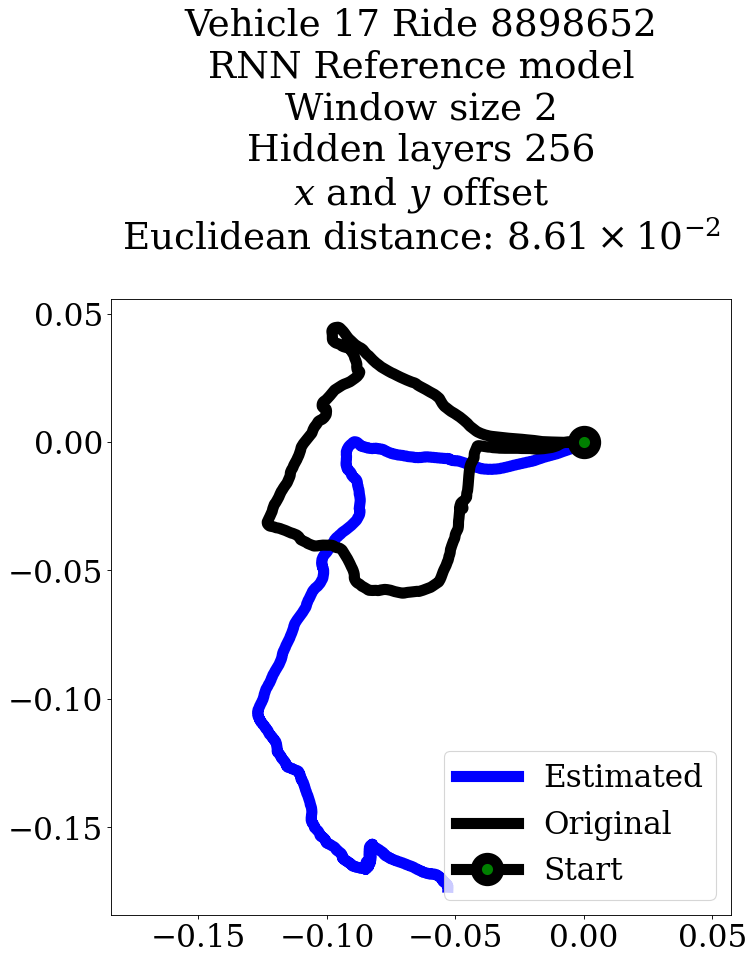 Vehicle 17 Ride 8898652
RNN Reference model
Window size 2
Hidden layers 256
x and y offset
Euclidean distance: 8.61 × 10⁻²
0.05
0.00
−0.05
−0.10
−0.15
Estimated
Original
Start
−0.15 −0.10 −0.05 0.00 0.05